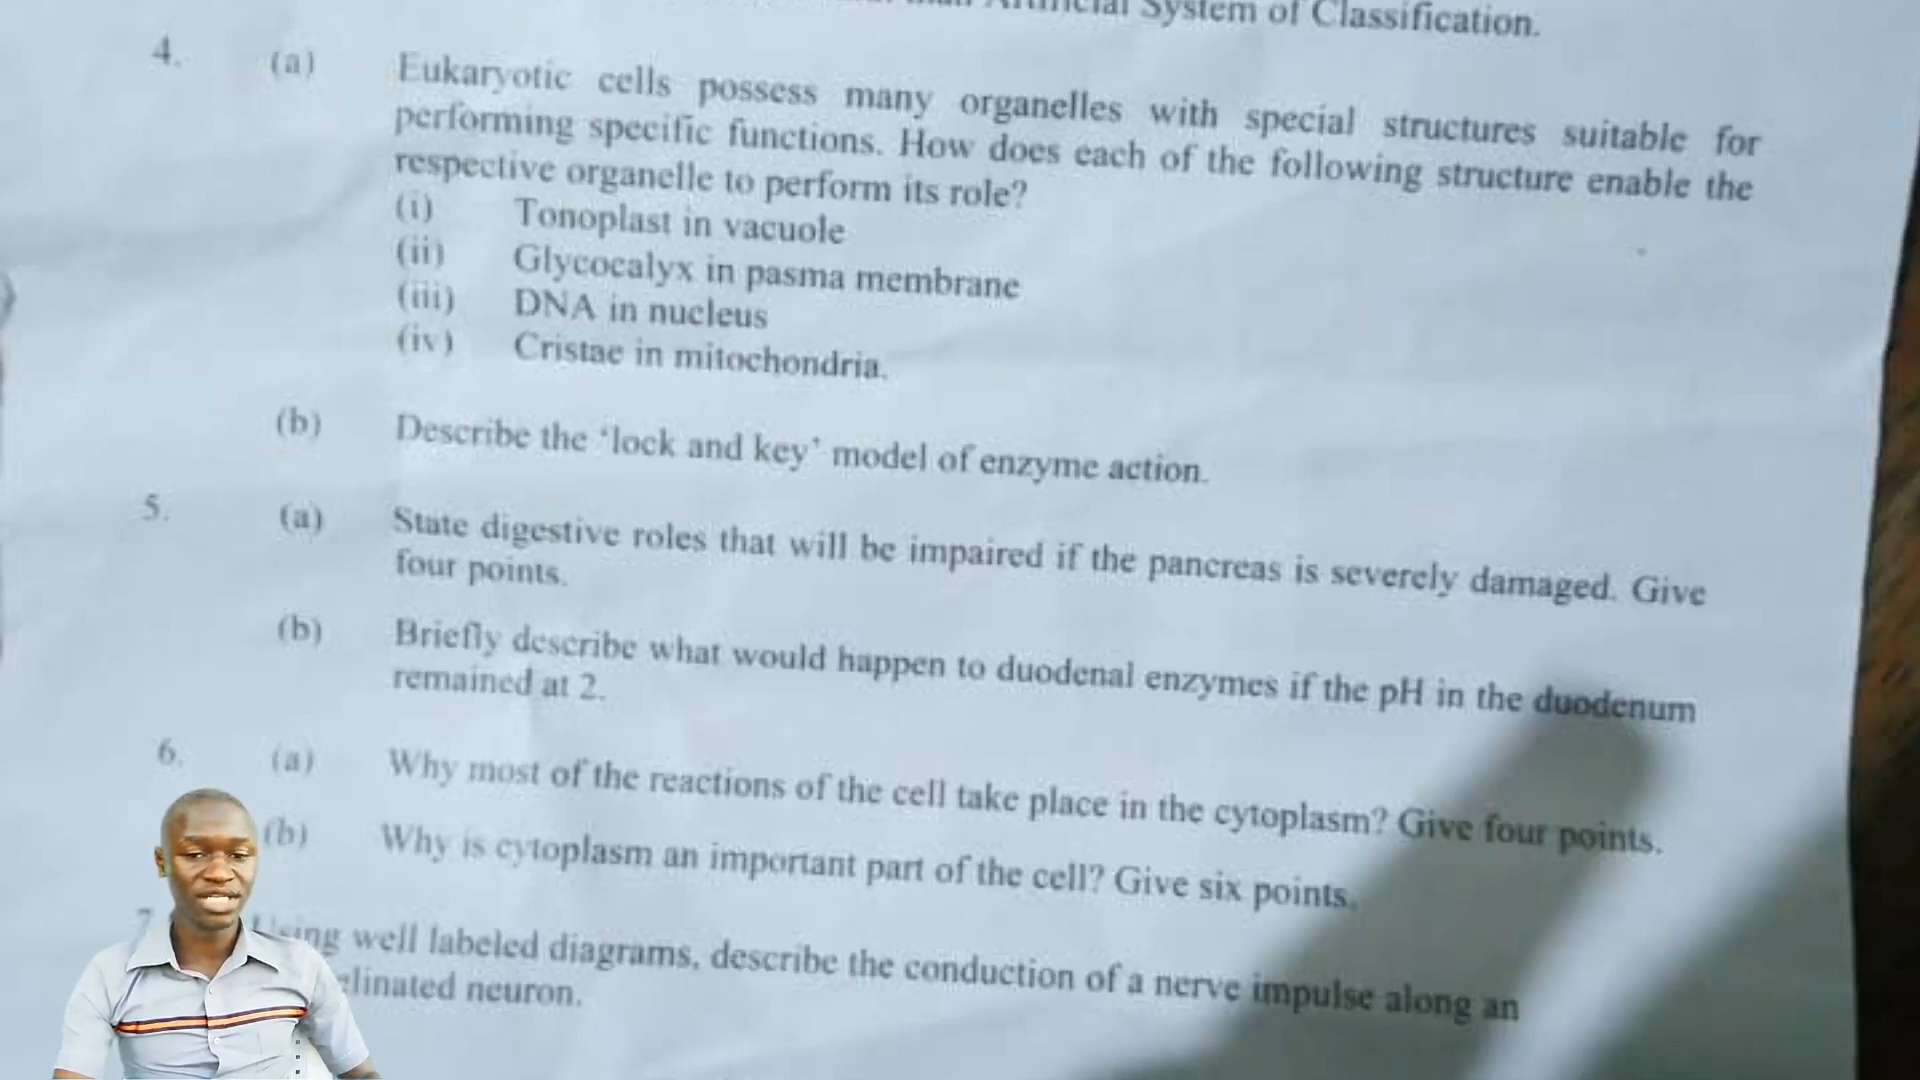 System of Classification.
4. (a) Eukaryotic cells possess many organelles with special structures suitable for
performing specific functions. How does each of the following structure enable the
respective organelle to perform its role?
(i) Tonoplast in vacuole
(ii) Glycocalyx in pasma membrane
(iii) DNA in nucleus
(iv) Cristae in mitochondria.
(b) Describe the ‘lock and key’ model of enzyme action.
5. (a) State digestive roles that will be impaired if the pancreas is severely damaged. Give
four points.
(b) Briefly describe what would happen to duodenal enzymes if the pH in the duodenum
remained at 2.
6. (a) Why most of the reactions of the cell take place in the cytoplasm? Give four points.
(b) Why is cytoplasm an important part of the cell? Give six points.
7. well labeled diagrams, describe the conduction of a nerve impulse along an
neuron.